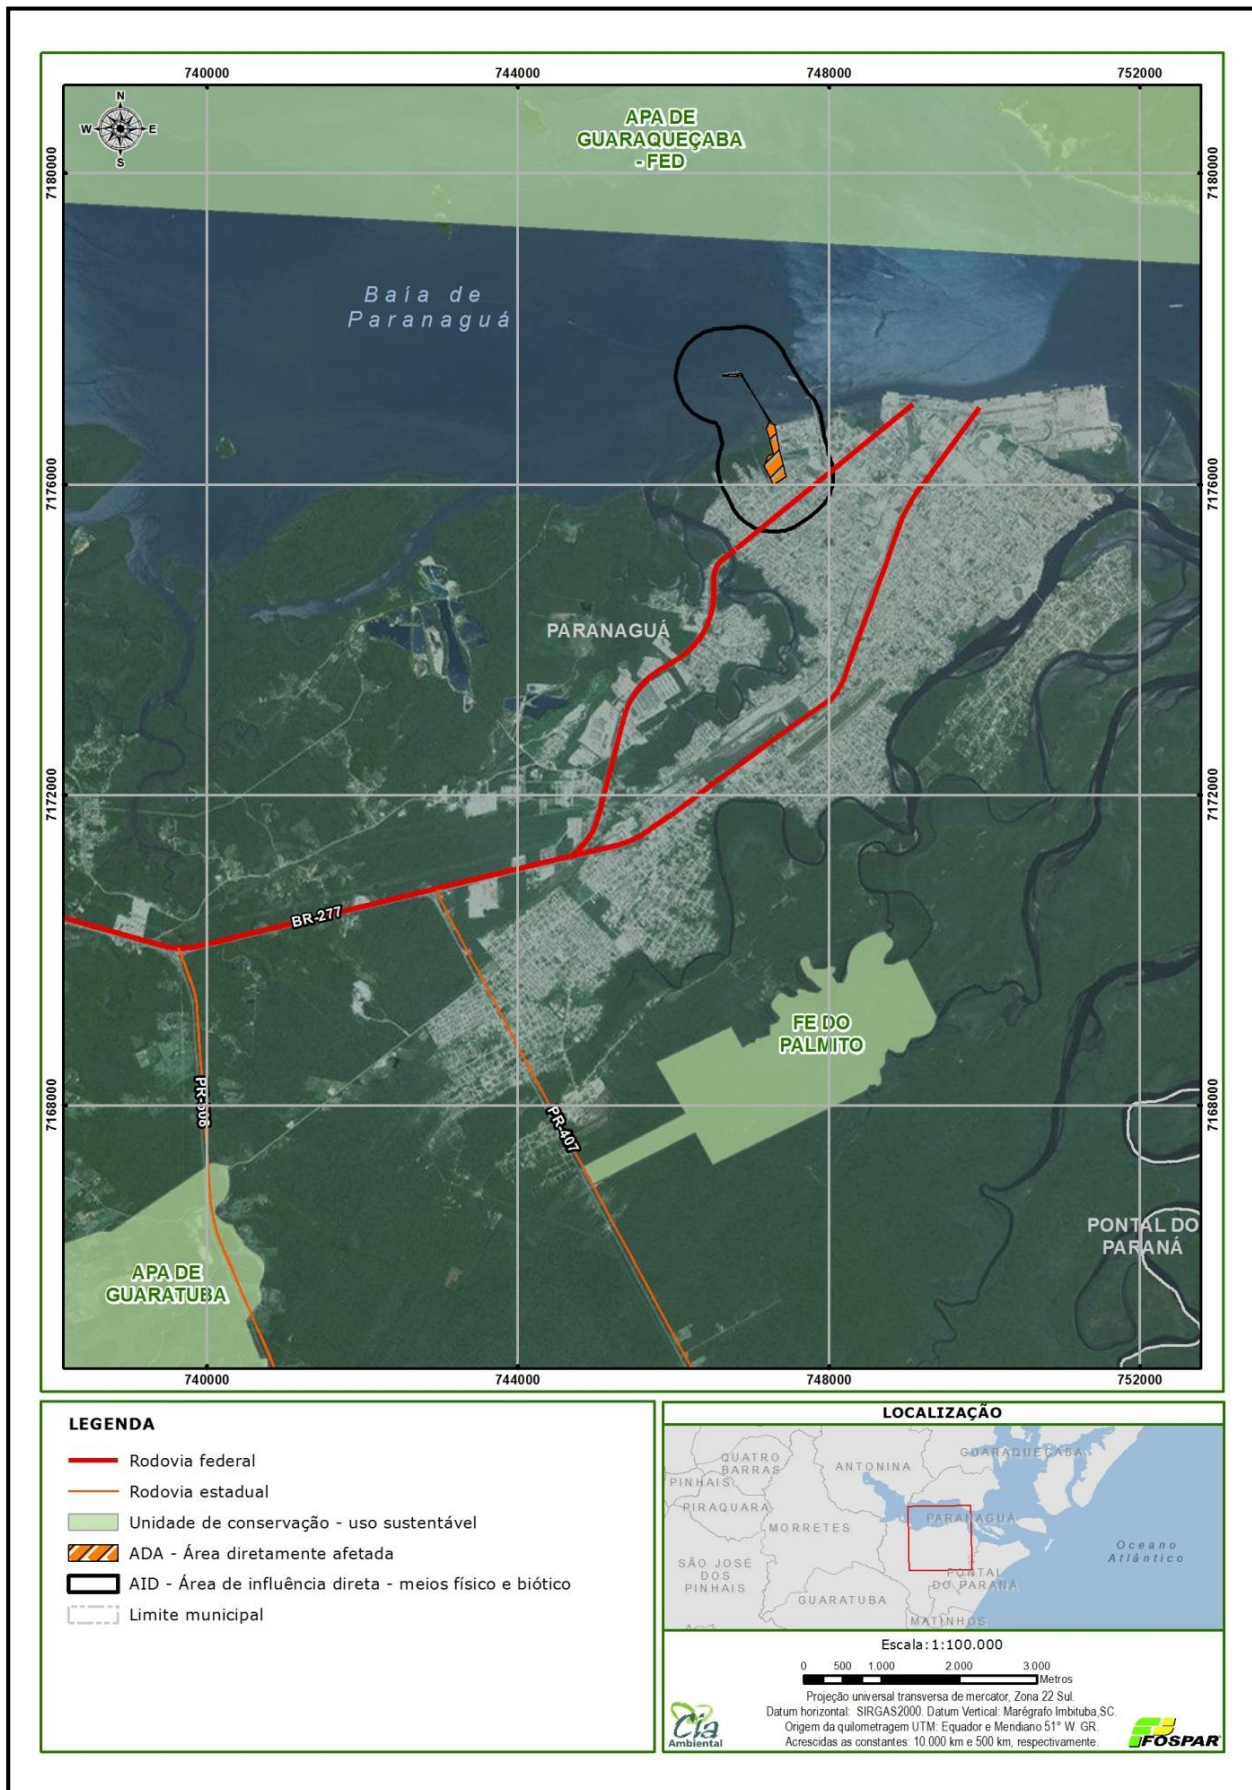 740000
744000
748000
752000
N
W
E
S
APA DE
GUARAQUEÇABA
- FED
7180000
7180000
Baía de
Paranaguá
7176000
7176000
PARANAGUÁ
7172000
7172000
BR-277
FE DO
PALMITO
7168000
7168000
PR-407
PONTAL DO
PARANÁ
APA DE
GUARATUBA
740000
744000
748000
752000
LEGENDA
Rodovia federal
Rodovia estadual
Unidade de conservação - uso sustentável
ADA - Área diretamente afetada
AID - Área de influência direta - meios físico e biótico
Limite municipal
LOCALIZAÇÃO
GUARAQUEÇABA
QUATRO
BARRAS
ANTONINA
PINHAIS
PIRAQUARA
PARANAGUÁ
MORRETES
Oceano
Atlântico
SÃO JOSÉ
DOS
PINHAIS
PONTAL
DO PARANÁ
GUARATUBA
MATINHOS
Escala: 1:100.000
0 500 1.000 2.000 3.000
Metros
Projeção universal transversa de mercator, Zona 22 Sul.
Datum horizontal: SIRGAS2000. Datum Vertical: Marégrafo Imbituba,SC.
Origem da quilometragem UTM: Equador e Meridiano 51° W. GR.
Acrescidas as constantes: 10.000 km e 500 km, respectivamente.
Cia
Ambiental
FOSPAR